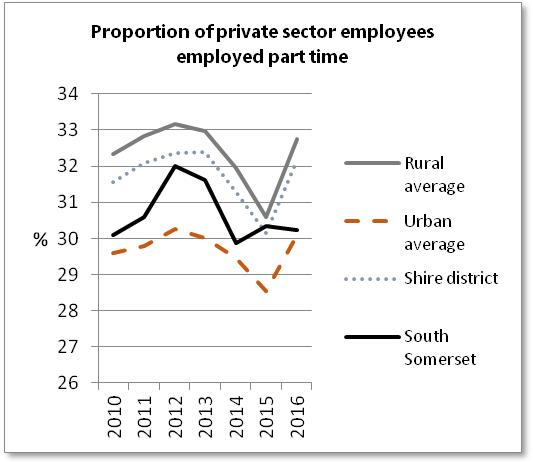 Proportion of private sector employees
employed part time
34
33
32
31
30
29
28
27
26
%
2010
2011
2012
2013
2014
2015
2016
Rural
average
Urban
average
Shire district
South
Somerset